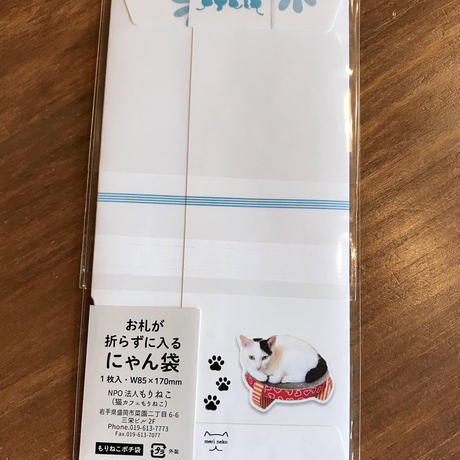 お札が
折らずに入る
にゃん袋
1枚入・W85×170mm
NPO法人もりねこ
(猫カフェもりねこ)
岩手県盛岡市菜園二丁目6-6
三栄ビル2F
Phone.019-613-7773
Fax.019-613-7077
もりねこポチ袋
プラ 外装
meri neko